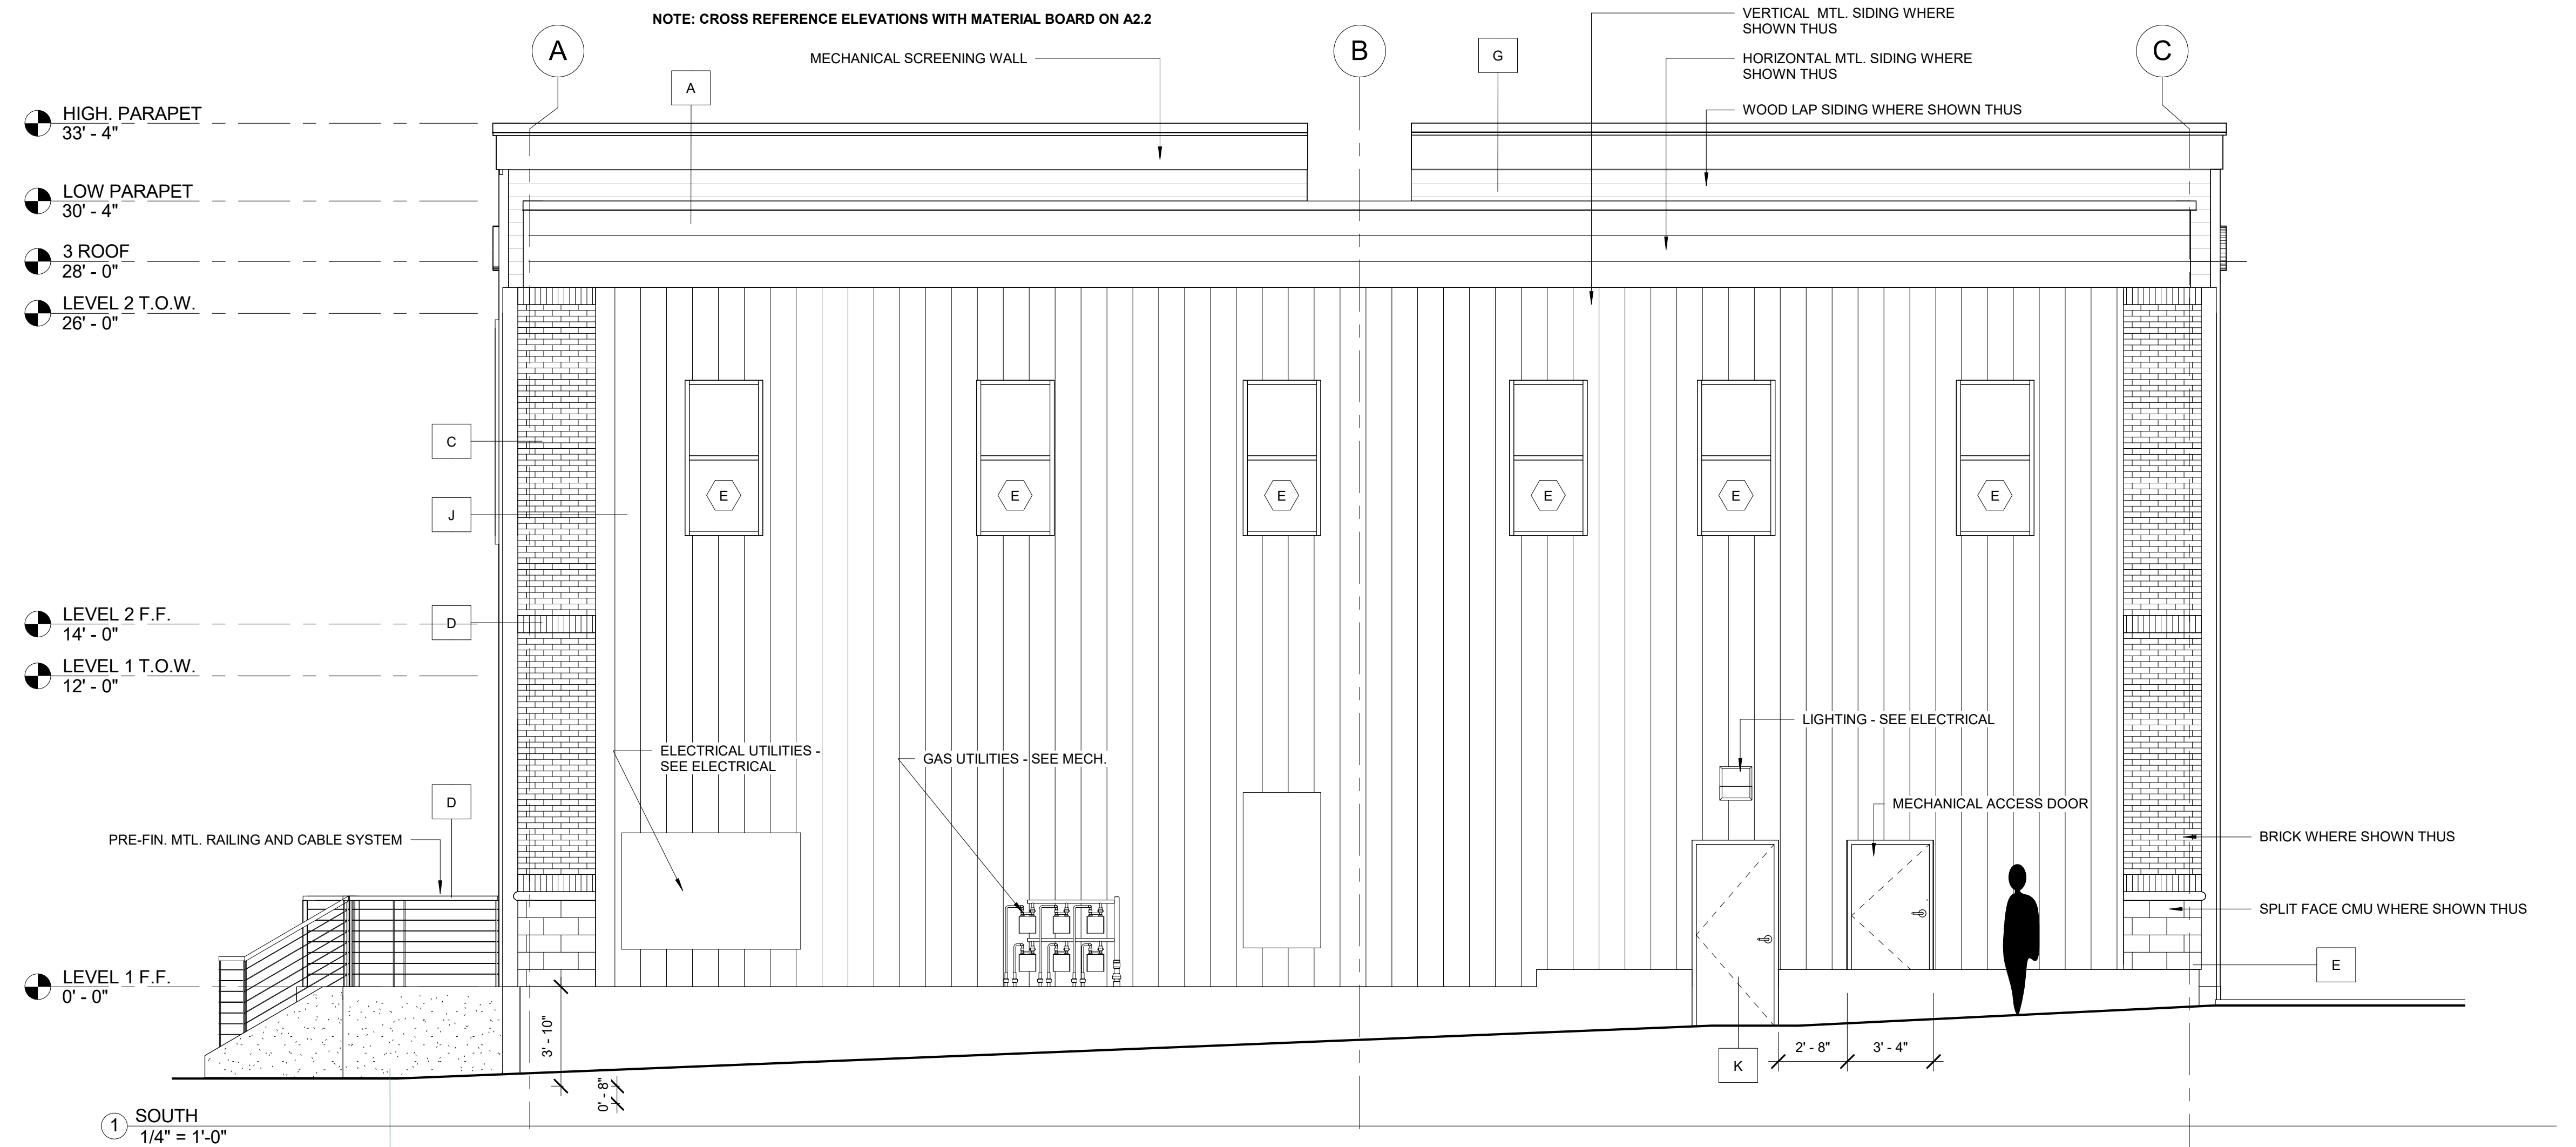 NOTE: CROSS REFERENCE ELEVATIONS WITH MATERIAL BOARD ON A2.2
VERTICAL MTL. SIDING WHERE
SHOWN THUS
A
B
C
MECHANICAL SCREENING WALL
G
HORIZONTAL MTL. SIDING WHERE
SHOWN THUS
A
WOOD LAP SIDING WHERE SHOWN THUS
HIGH. PARAPET
33' - 4"
LOW PARAPET
30' - 4"
3 ROOF
28' - 0"
LEVEL 2 T.O.W.
26' - 0"
C
J
E
E
E
E
E
E
LEVEL 2 F.F.
14' - 0"
D
LEVEL 1 T.O.W.
12' - 0"
LIGHTING - SEE ELECTRICAL
ELECTRICAL UTILITIES -
SEE ELECTRICAL
GAS UTILITIES - SEE MECH.
D
MECHANICAL ACCESS DOOR
PRE-FIN. MTL. RAILING AND CABLE SYSTEM
BRICK WHERE SHOWN THUS
SPLIT FACE CMU WHERE SHOWN THUS
E
LEVEL 1 F.F.
0' - 0"
3' - 10"
0' - 8"
2' - 8"
3' - 4"
K
1
SOUTH
1/4" = 1'-0"